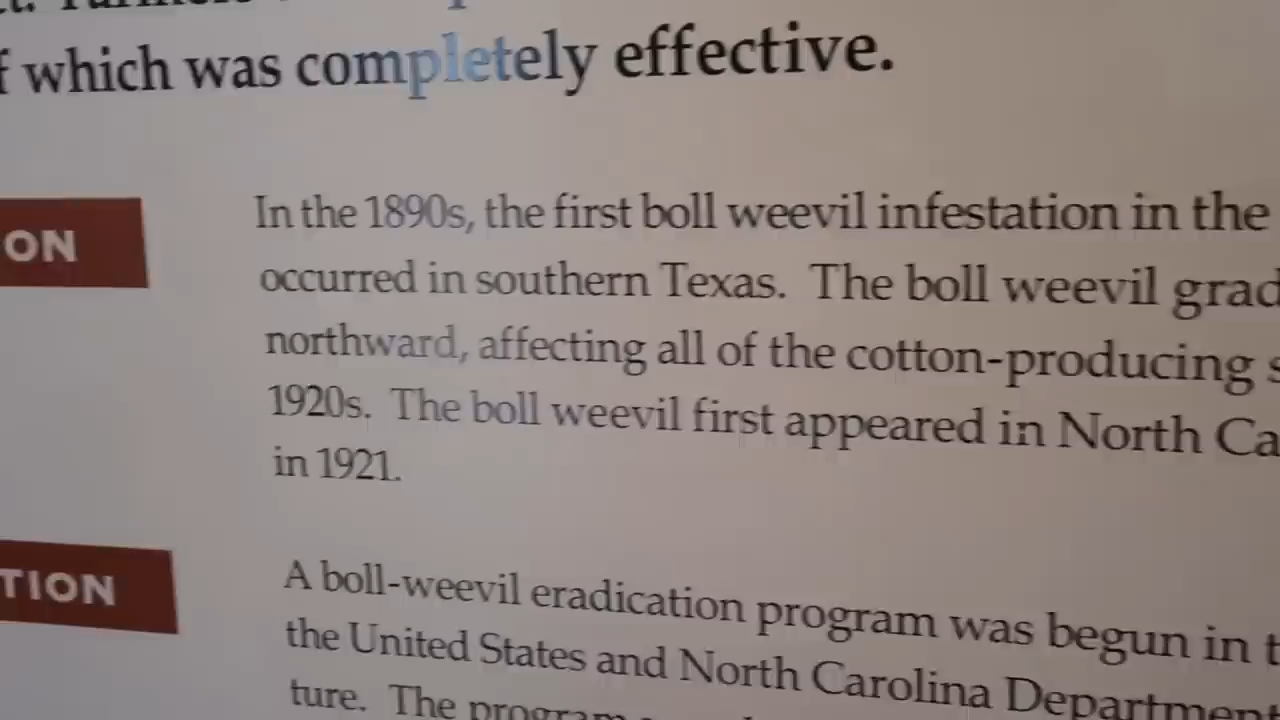 which was completely effective.
ON
In the 1890s, the first boll weevil infestation in the
occurred in southern Texas. The boll weevil grad
northward, affecting all of the cotton-producing s
1920s. The boll weevil first appeared in North Ca
in 1921.
TION
A boll-weevil eradication program was begun in t
the United States and North Carolina Department
ture. The program